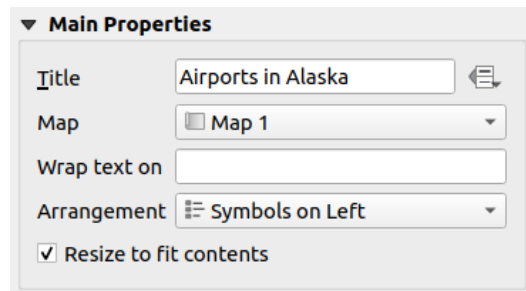 Main Properties
Title Airports in Alaska
Map Map 1
Wrap text on
Arrangement Symbols on Left
Resize to fit contents